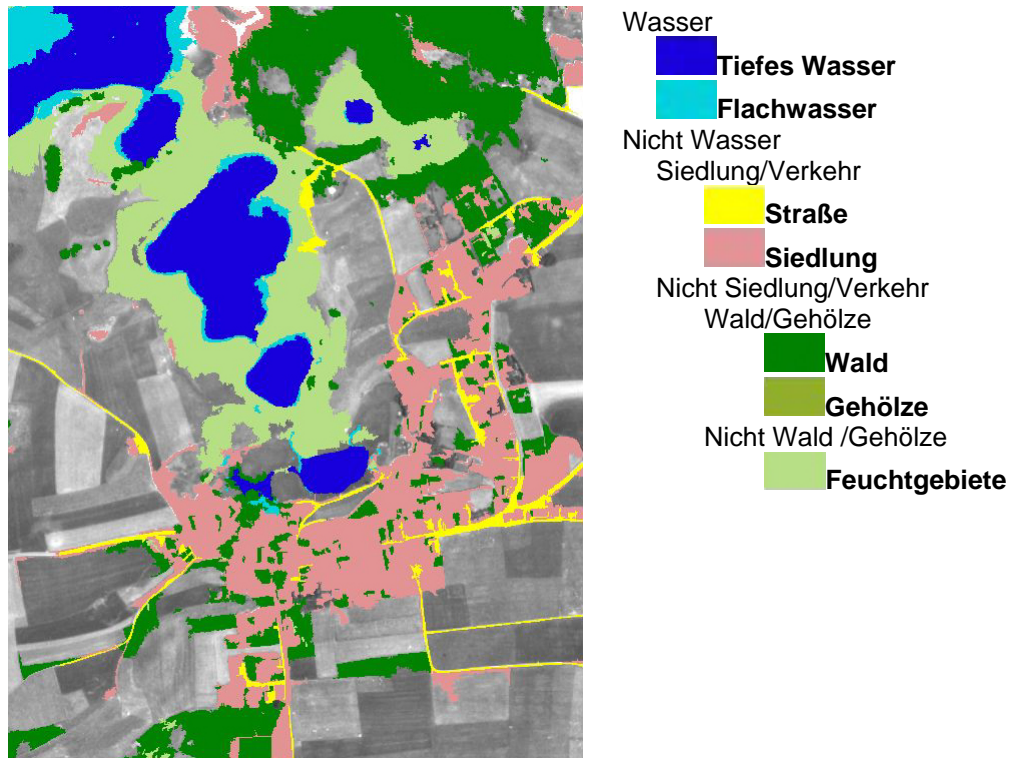 Wasser
Tiefes Wasser
Flachwasser
Nicht Wasser
Siedlung/Verkehr
Straße
Siedlung
Nicht Siedlung/Verkehr
Wald/Gehölze
Wald
Gehölze
Nicht Wald /Gehölze
Feuchtgebiete